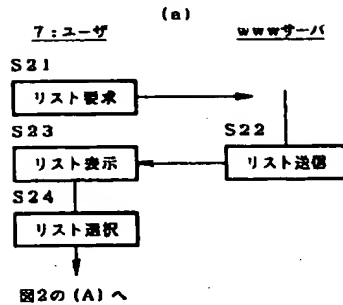 (a)
7：ユーザ
wwwサーバ
S21
リスト要求
S23
S22
リスト表示
リスト送信
S24
リスト選択
図2の(A)へ